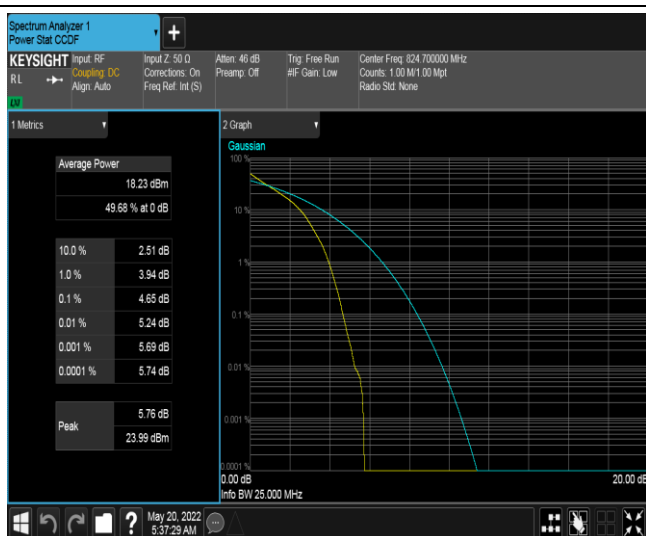 Spectrum Analyzer 1
Power Stat CCDF
+
KEYSIGHT
RL
Input: RF
Coupling: DC
Align: Auto
Input Z: 50 Ω
Corrections: On
Freq Ref: Int (S)
Atten: 46 dB
Preamp: Off
Trig: Free Run
#IF Gain: Low
Center Freq: 824.700000 MHz
Counts: 1.00 M/1.00 Mpt
Radio Std: None
1 Metrics
Average Power
18.23 dBm
49.68 % at 0 dB
10.0 % 2.51 dB
1.0 % 3.94 dB
0.1 % 4.65 dB
0.01 % 5.24 dB
0.001 % 5.69 dB
0.0001 % 5.74 dB
Peak
5.76 dB
23.99 dBm
2 Graph
Gaussian
100 %
10 %
1 %
0.1 %
0.01 %
0.001 %
0.0001 %
0.00 dB 20.00 dB
Info BW 25.000 MHz
?
May 20, 2022
5:37:29 AM